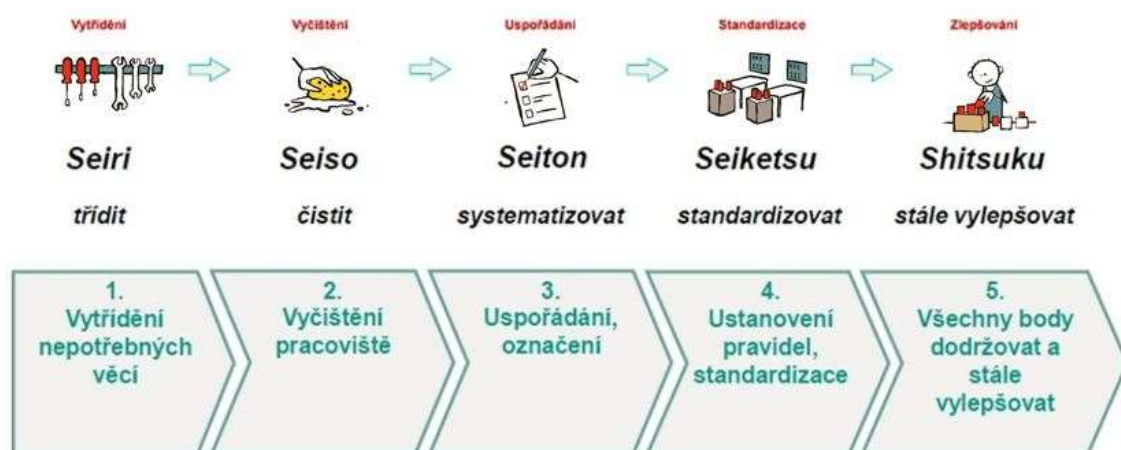 Vytřídění
Vyčištění
Uspořádání
Standardizace
Zlepšování
Seiri
Seiso
Seiton
Seiketsu
Shitsuku
třídit
čistit
systematizovat
standardizovat
stále vylepšovat
1.
Vytřídění
nepotřebných
věcí
2.
Vyčištění
pracoviště
3.
Uspořádání,
označení
4.
Ustanovení
pravidel,
standardizace
5.
Všechny body
dodržovat a
stále
vylepšovat